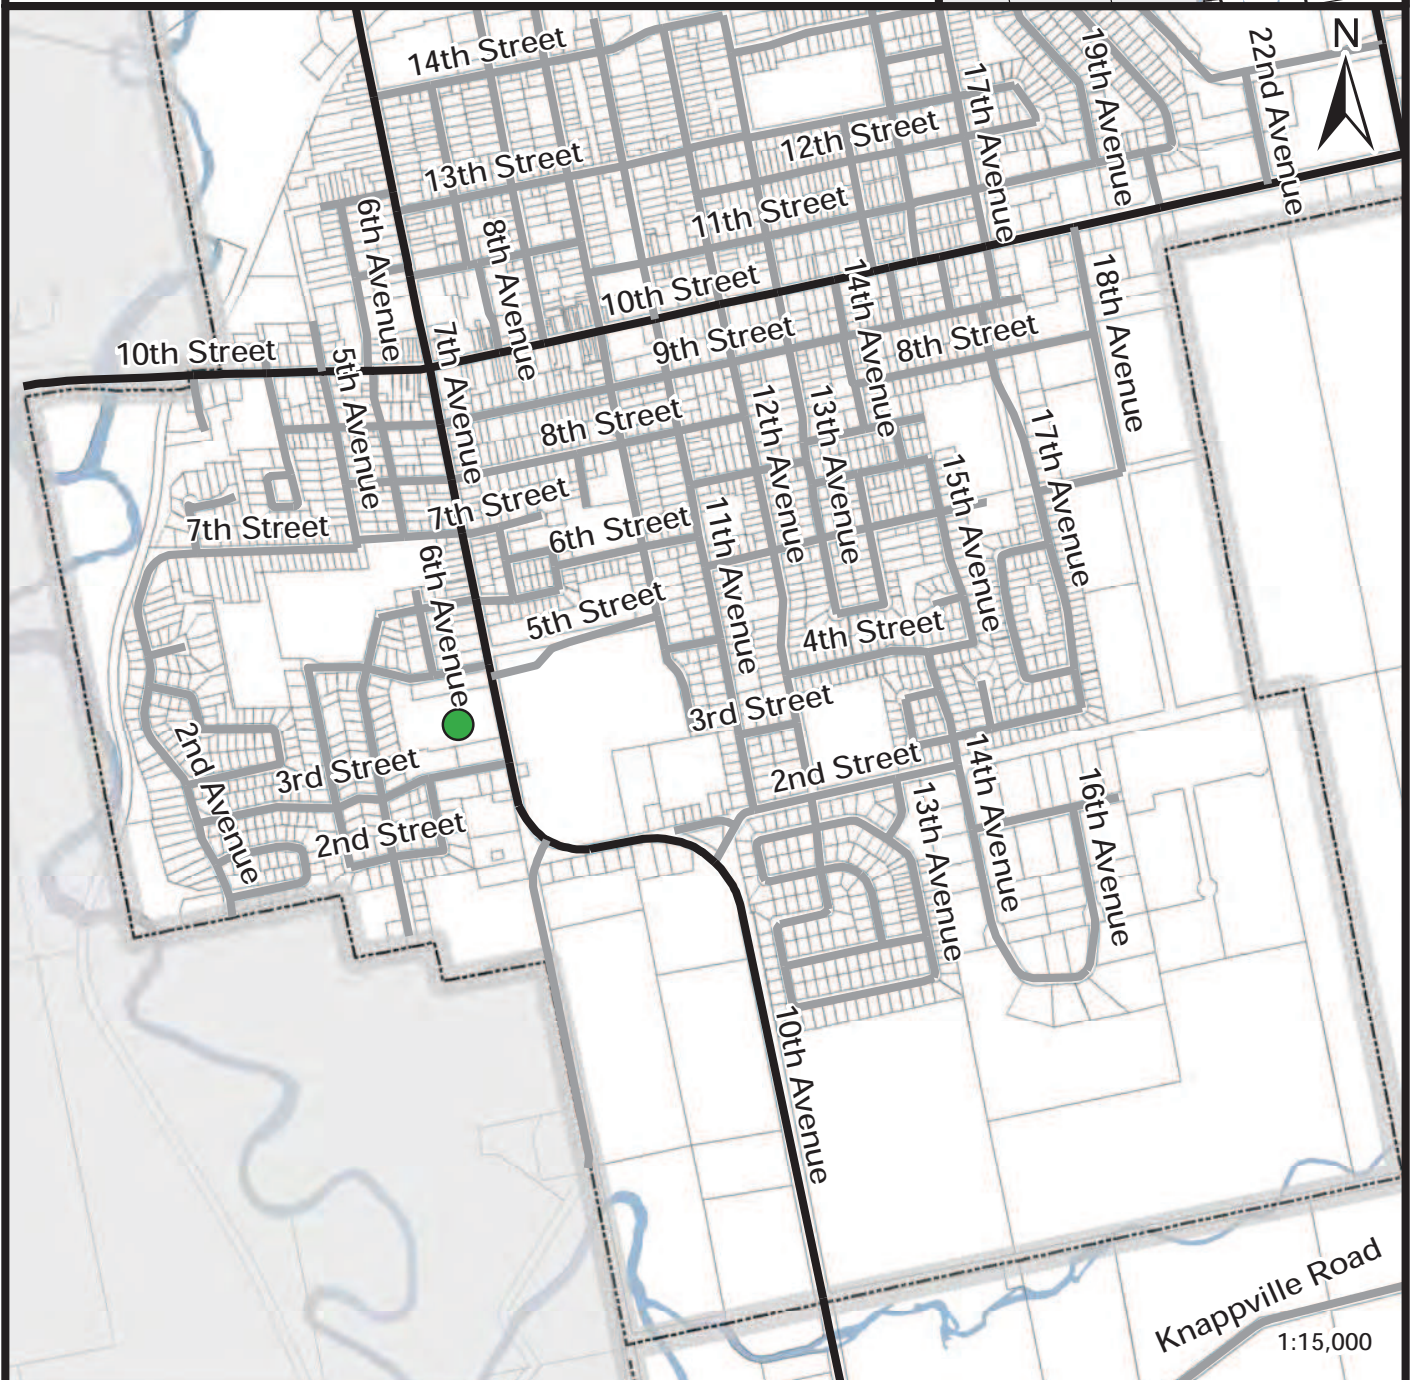 14th Street
19th Avenue
22nd Avenue
N
17th Avenue
12th Street
13th Street
11th Street
6th Avenue
8th Avenue
10th Street
14th Avenue
18th Avenue
10th Street
7th Avenue
9th Street
8th Street
5th Avenue
8th Street
12th Avenue
13th Avenue
17th Avenue
15th Avenue
7th Street
7th Street
6th Street
11th Avenue
6th Avenue
5th Street
4th Street
3rd Street
2nd Avenue
3rd Street
2nd Street
14th Avenue
16th Avenue
13th Avenue
2nd Street
10th Avenue
Knappville Road
1:15,000